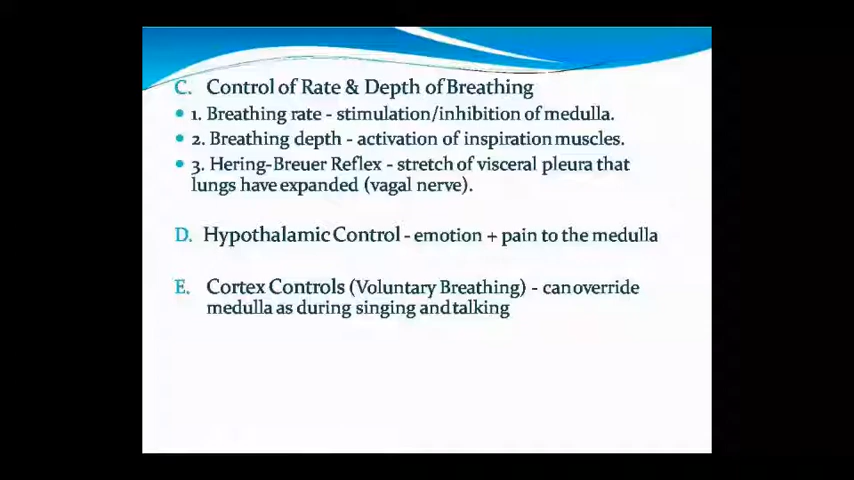 C. Control of Rate & Depth of Breathing
• 1. Breathing rate - stimulation/inhibition of medulla.
• 2. Breathing depth - activation of inspiration muscles.
• 3. Hering-Breuer Reflex - stretch of visceral pleura that
lungs have expanded (vagal nerve).
D. Hypothalamic Control - emotion + pain to the medulla
E. Cortex Controls (Voluntary Breathing) - can override
medulla as during singing and talking